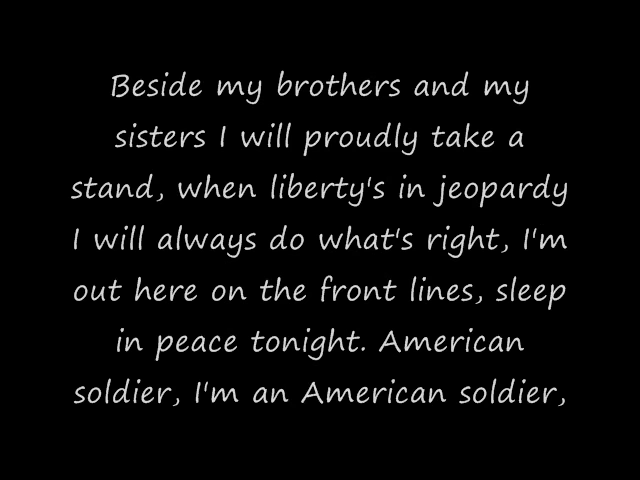 Beside my brothers and my
sisters I will proudly take a
stand, when liberty's in jeopardy
I will always do what's right, I'm
out here on the front lines, sleep
in peace tonight. American
soldier, I'm an American soldier,